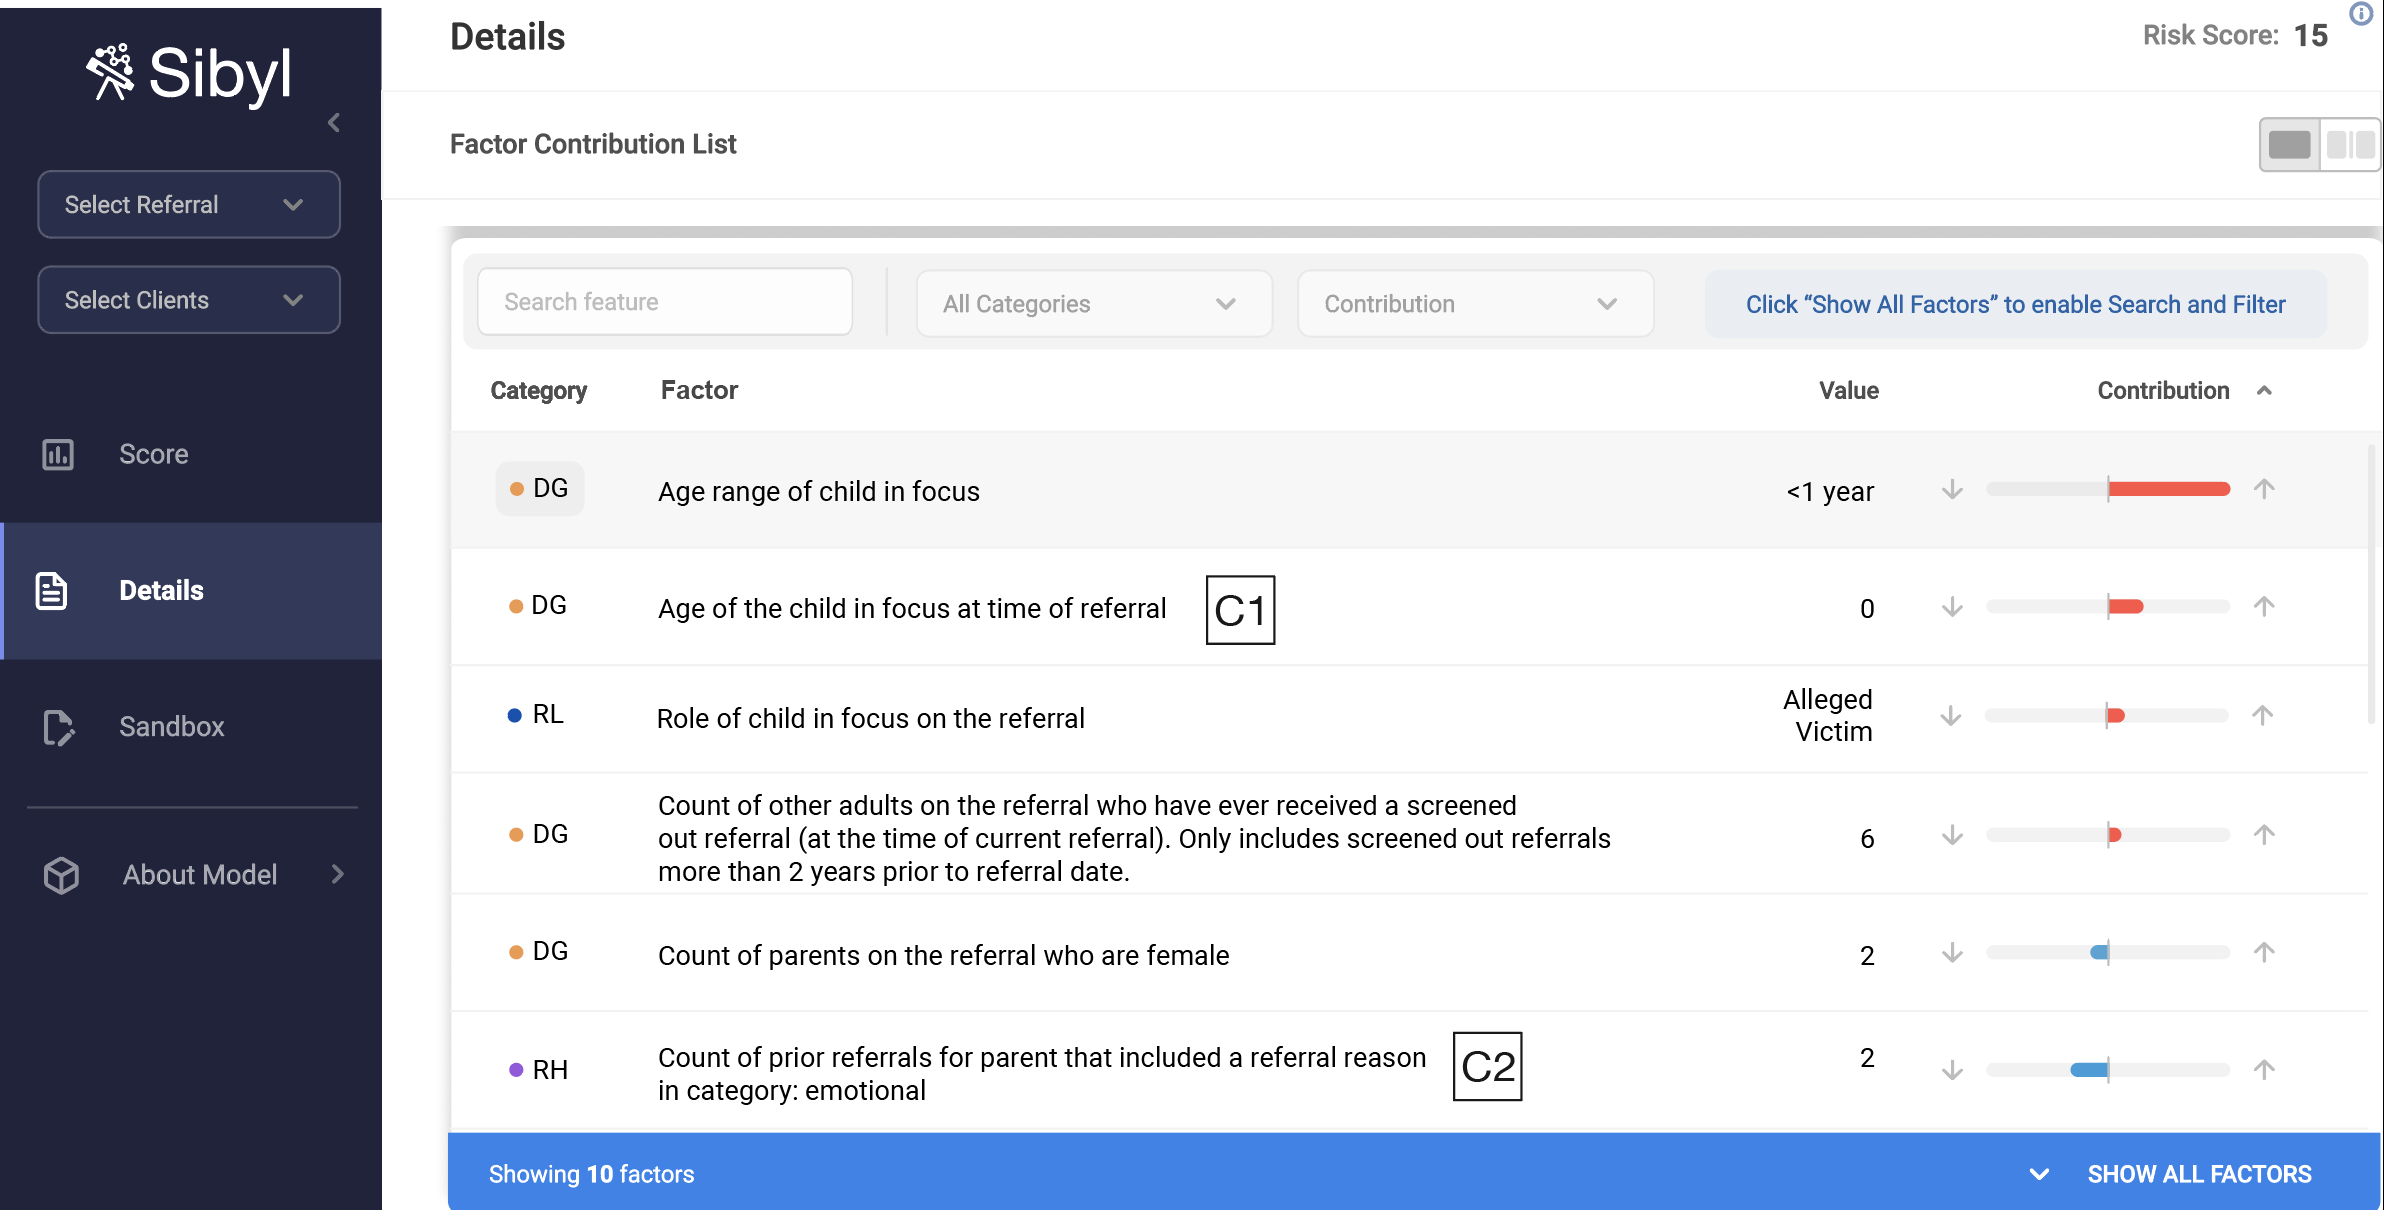 Sibyl
Select Referral
Select Clients
Score
Details
Sandbox
About Model
Details
Risk Score: 15
Factor Contribution List
Search feature
All Categories
Contribution
Click “Show All Factors” to enable Search and Filter
Category Factor Value Contribution
DG Age range of child in focus <1 year
DG Age of the child in focus at time of referral C1 0
RL Role of child in focus on the referral Alleged
Victim
Count of other adults on the referral who have ever received a screened
DG out referral (at the time of current referral). Only includes screened out referrals 6
more than 2 years prior to referral date.
DG Count of parents on the referral who are female 2
RH Count of prior referrals for parent that included a referral reason C2 2
in category: emotional
Showing 10 factors
SHOW ALL FACTORS